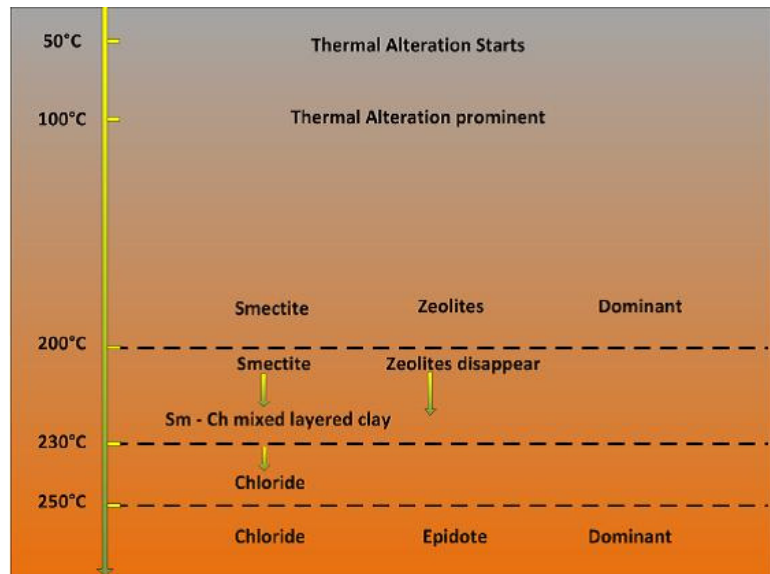 50°C
Thermal Alteration Starts
100°C
Thermal Alteration prominent
Smectite Zeolites Dominant
200°C
Smectite Zeolites disappear
Sm - Ch mixed layered clay
230°C
Chloride
250°C
Chloride Epidote Dominant